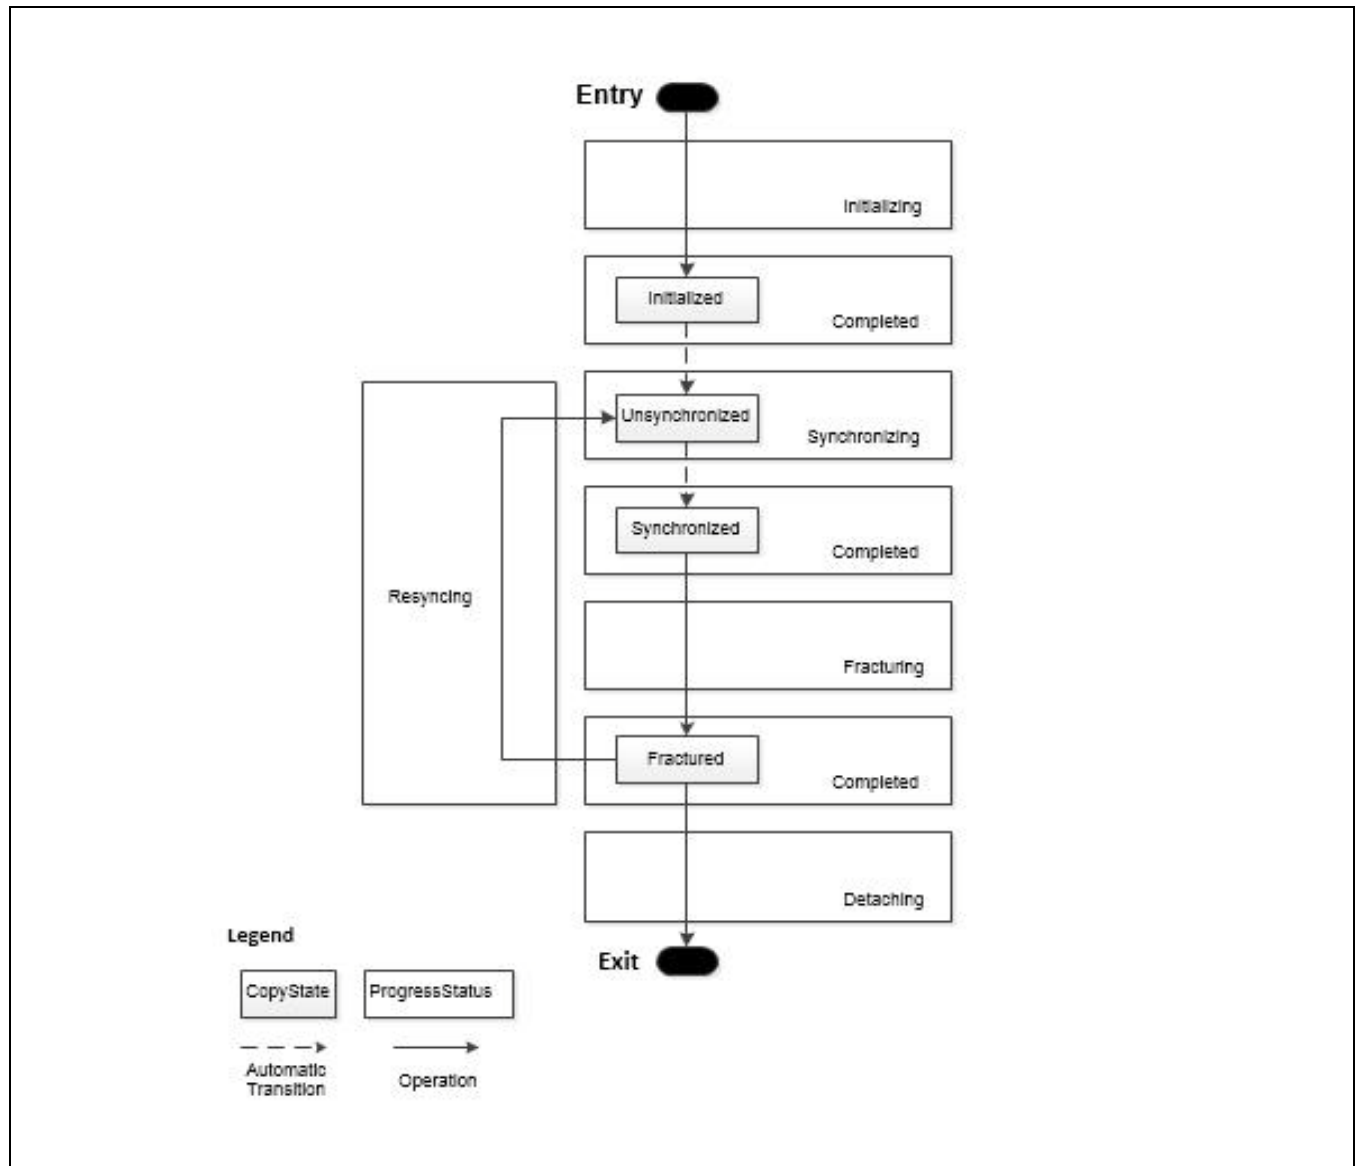 Entry
Initializing
Initialized
Completed
Unsynchronized
Synchronizing
Synchronized
Completed
Resyncing
Fracturing
Fractured
Completed
Detaching
Legend
Exit
CopyState
ProgressStatus
Automatic
Transition
Operation